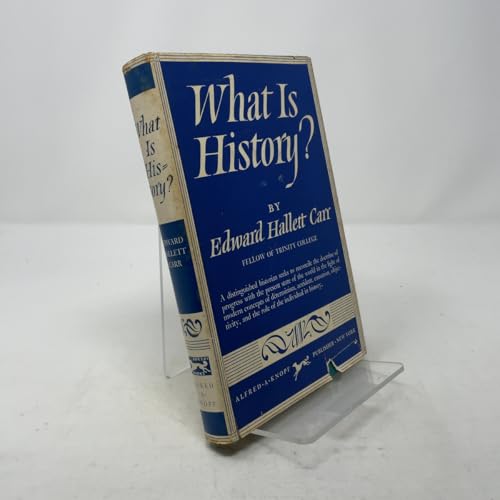 What
Is
His=
tory?
EDWARD
HALLETT
CARR
ALFRED
A
KNOPF
What Is
History?
BY
Edward Hallett Carr
FELLOW OF TRINITY COLLEGE
A distinguished historian seeks to reconcile the doctrine of
progress with the present state of the world in the light of
modern concepts of determinism, accident, causation, objec-
tivity, and the role of the individual in history.
ALFRED·A·KNOPF PUBLISHER·NEW YORK